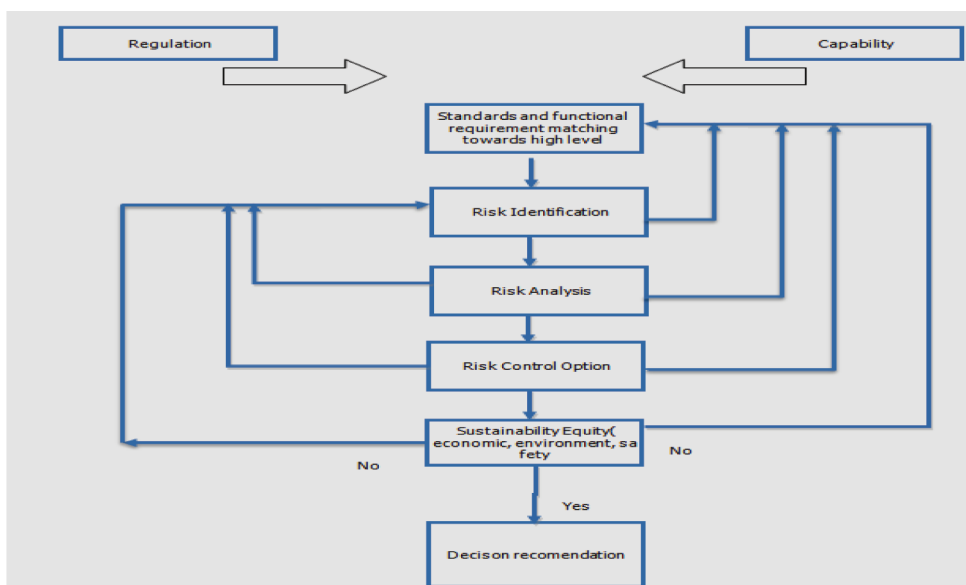 Regulation
Capability
Standards and functional
requirement matching
towards high level
Risk Identification
Risk Analysis
Risk Control Option
Sustainability Equity(
economic, environment, sa
fety
No
No
Yes
Decison recomendation